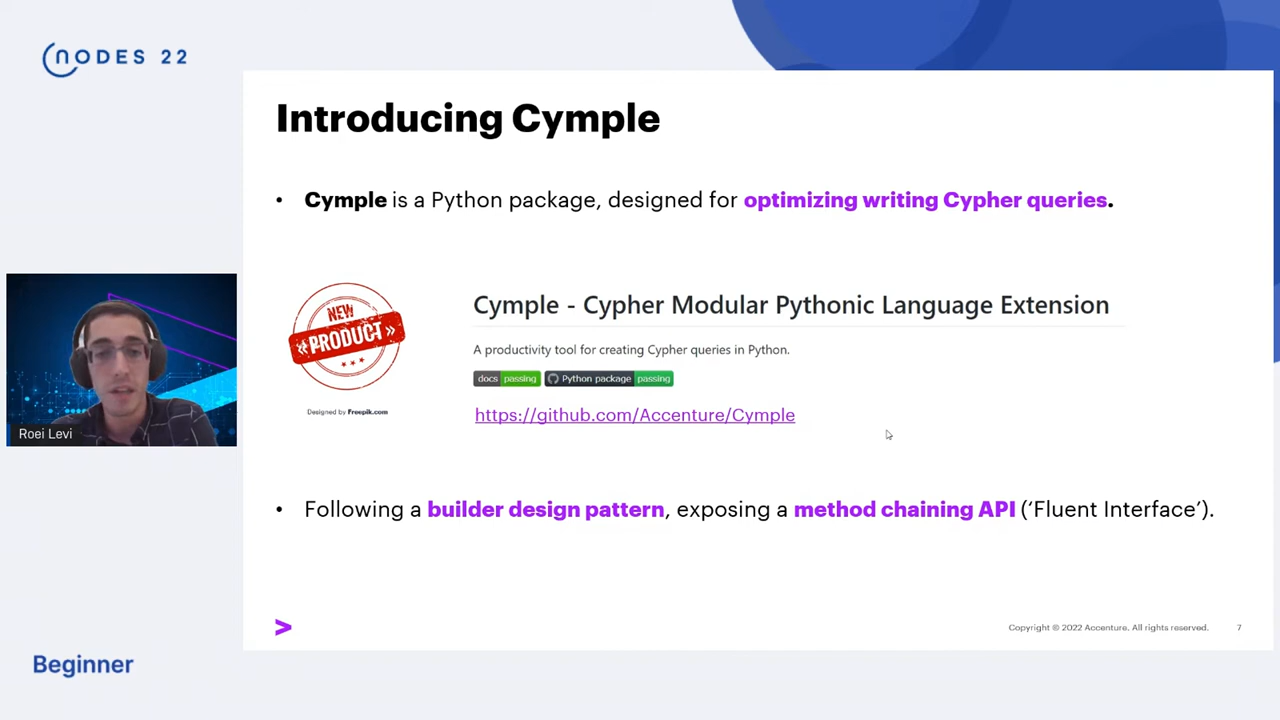 NODES 22
Introducing Cymple
• Cymple is a Python package, designed for optimizing writing Cypher queries.
NEW
«PRODUCT»
Designed by Freepik.com
Cymple - Cypher Modular Pythonic Language Extension
A productivity tool for creating Cypher queries in Python.
docs passing Python package passing
https://github.com/Accenture/Cymple
Roei Levi
• Following a builder design pattern, exposing a method chaining API (‘Fluent Interface’).
>
Copyright © 2022 Accenture. All rights reserved. 7
Beginner